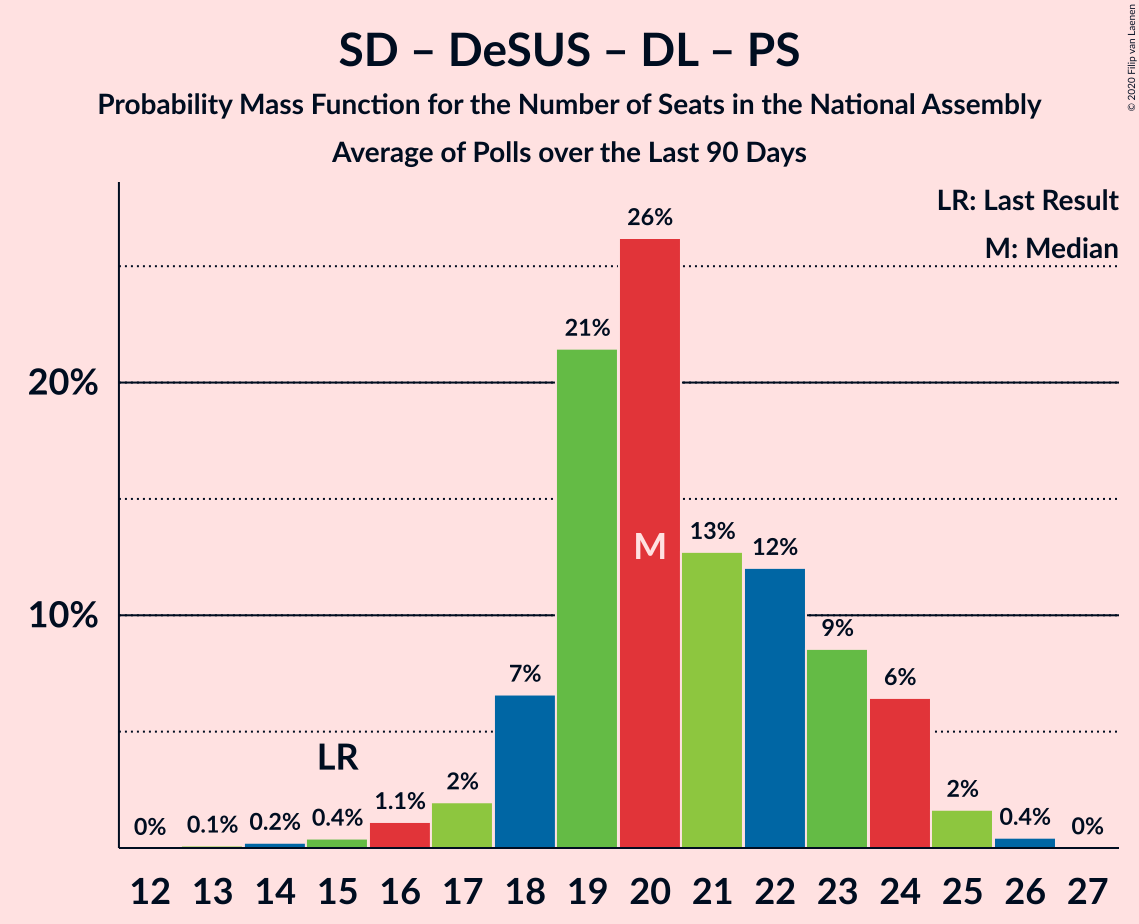 SD – DeSUS – DL – PS
Probability Mass Function for the Number of Seats in the National Assembly
Average of Polls over the Last 90 Days
© 2020 Filip van Laenen
LR: Last Result
M: Median
26%
21%
20%
13%
12%
M
10%
9%
7%
6%
LR
2%
2%
1.1%
0.4%
0.4%
0.2%
0.1%
0%
0%
12 13 14 15 16 17 18 19 20 21 22 23 24 25 26 27